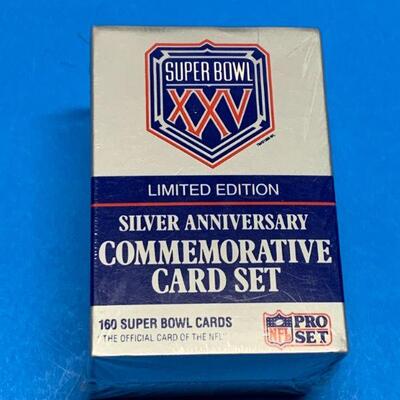 SUPER BOWL
XXV
LIMITED EDITION
SILVER ANNIVERSARY
COMMEMORATIVE
CARD SET
160 SUPER BOWL CARDS
"THE OFFICIAL CARD OF THE NFL"
NFL
PRO
SET